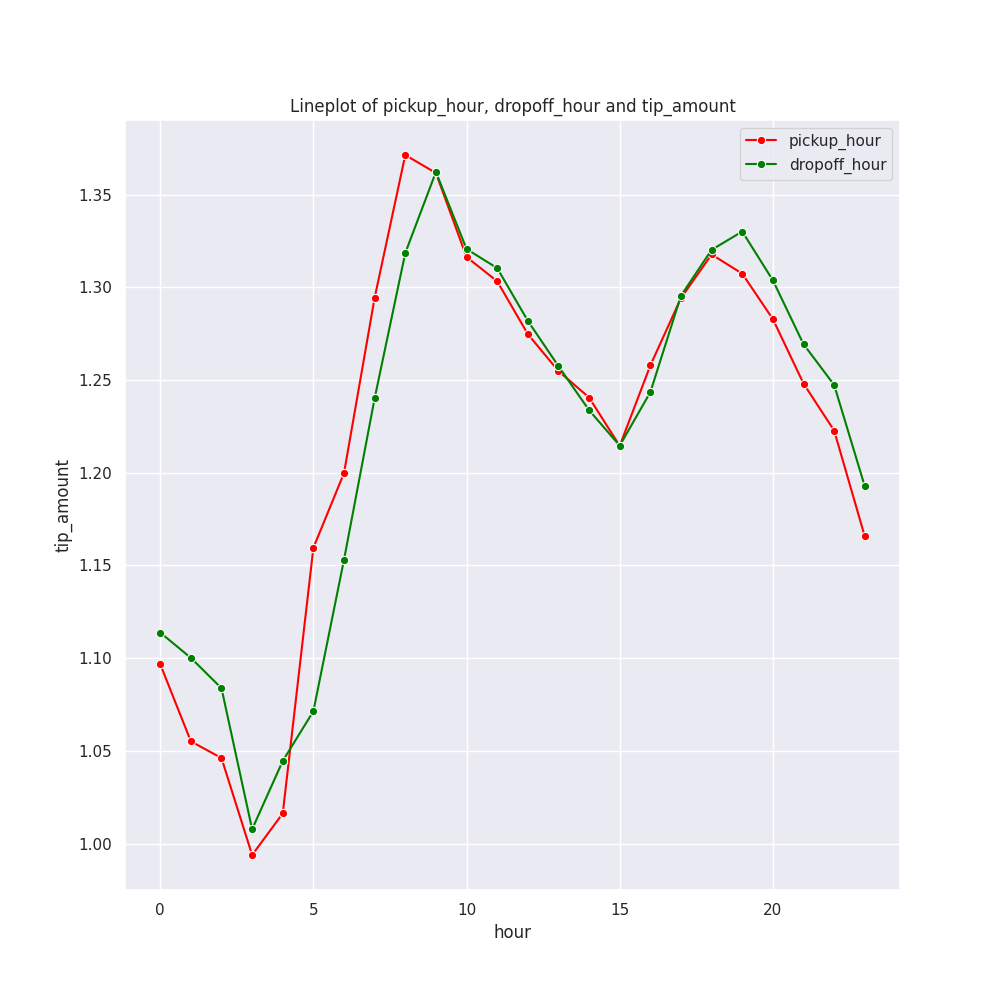 Lineplot of pickup_hour, dropoff_hour and tip_amount
pickup_hour
dropoff_hour
1.35
1.30
1.25
1.20
1.15
1.10
1.05
1.00
tip_amount
0 5 10 15 20
hour